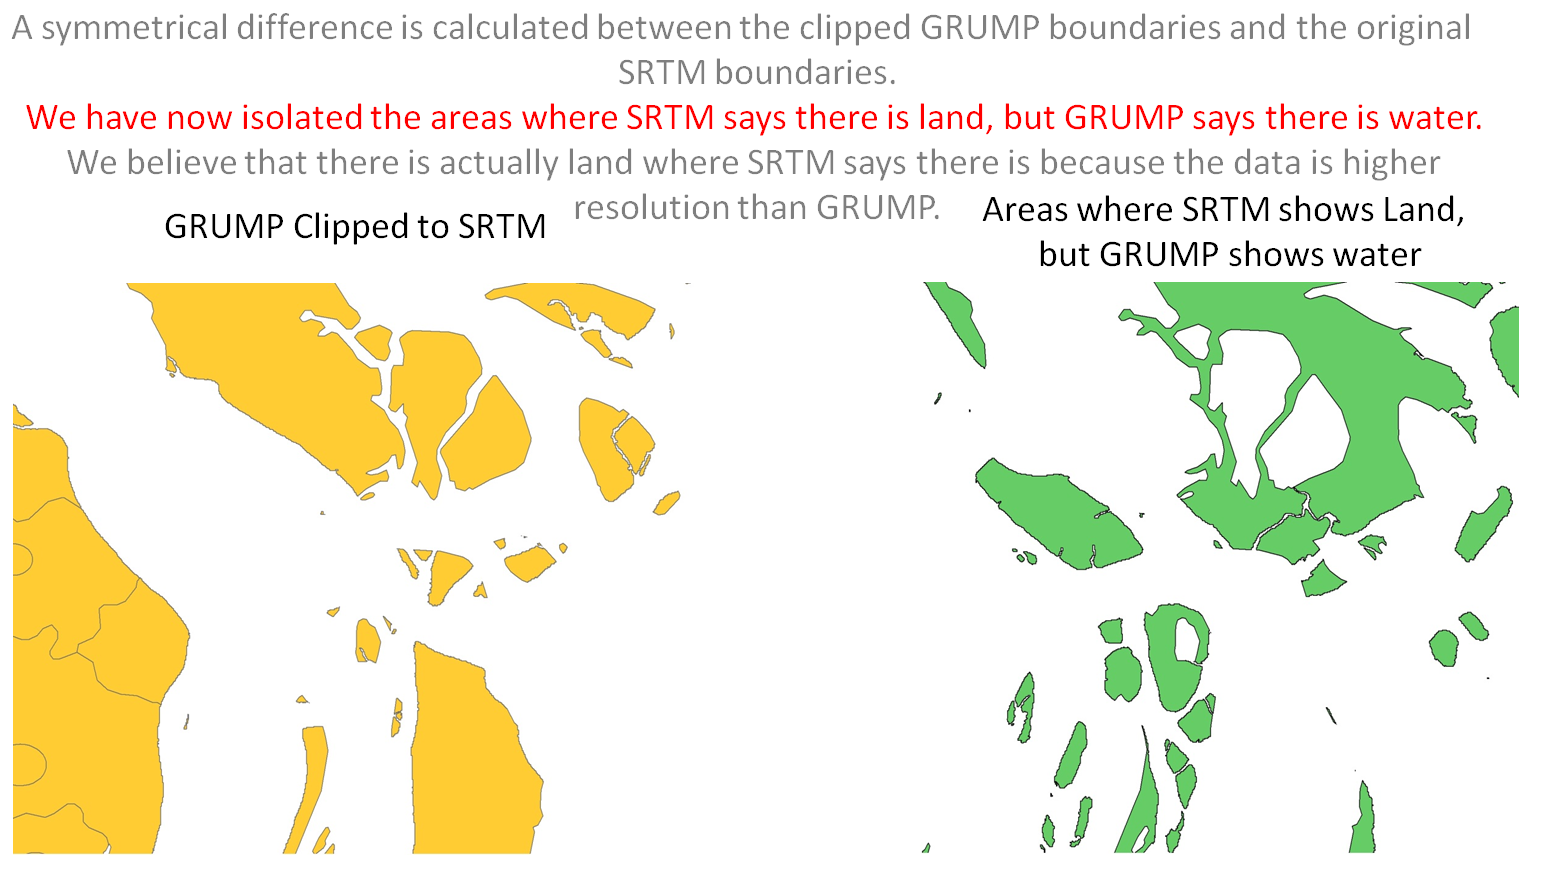 A symmetrical difference is calculated between the clipped GRUMP boundaries and the original
SRTM boundaries.
We have now isolated the areas where SRTM says there is land, but GRUMP says there is water.
We believe that there is actually land where SRTM says there is because the data is higher
resolution than GRUMP.
GRUMP Clipped to SRTM
Areas where SRTM shows Land,
but GRUMP shows water